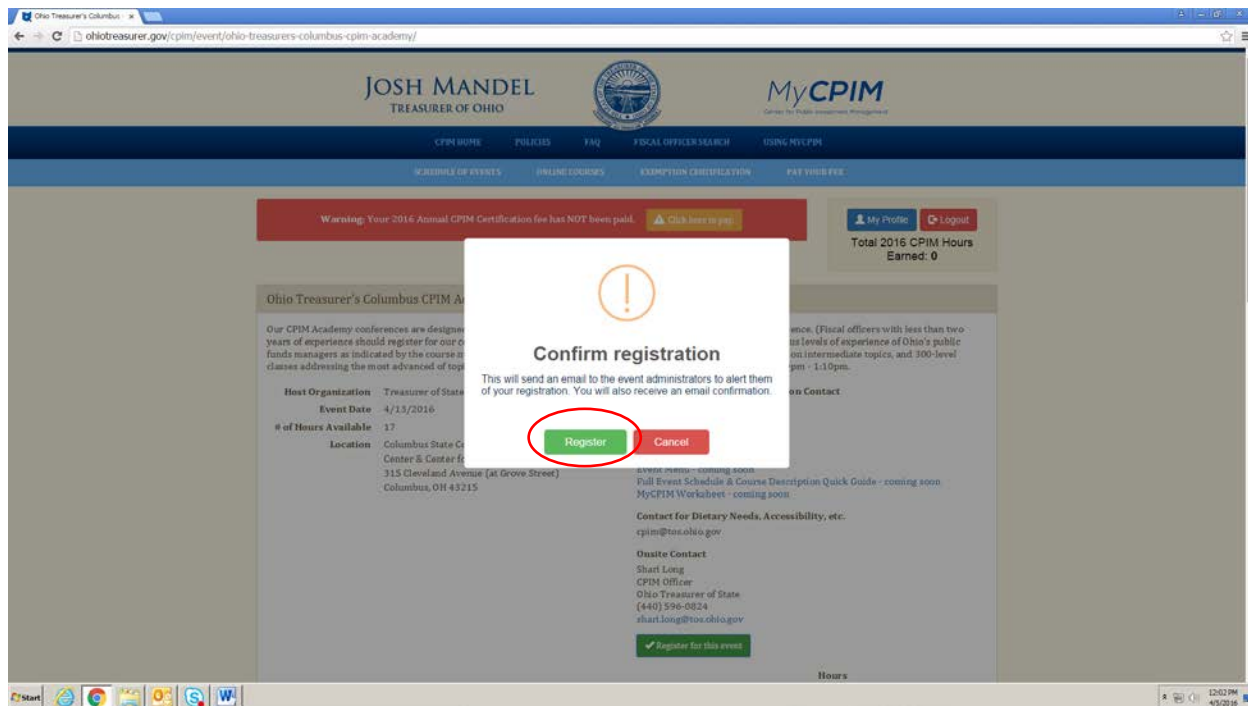 Ohio Treasurer's Columbus
ohiotreasurer.gov/cpim/event/ohio-treasurers-columbus-cpim-academy/
JOSH MANDEL
TREASURER OF OHIO
MyCPIM
CPIM HOME POLICIES FAQ FISCAL OFFICER SEARCH USING MYCPIM
SCHEDULE OF EVENTS ONLINE COURSES EXEMPTION CERTIFICATION PAY YOUR FEE
Warning: Your 2016 Annual CPIM Certification fee has NOT been paid. Click here to pay
My Profile Logout
Total 2016 CPIM Hours
Earned: 0
Ohio Treasurer's Columbus CPIM A
Our CPIM Academy conferences are designe ence. (Fiscal officers with less than two
years of experience should register for our c us levels of experience of Ohio's public
funds managers as indicated by the course n on intermediate topics, and 300-level
classes addressing the most advanced of top pm - 1:10pm.
Confirm registration
This will send an email to the event administrators to alert them
of your registration. You will also receive an email confirmation.
Register Cancel
Host Organization Treasurer of State on Contact
Event Date 4/13/2016
# of Hours Available 17
Location Columbus State Co
Center & Center fo
315 Cleveland Avenue (at Grove Street)
Columbus, OH 43215
Event Menu - coming soon
Full Event Schedule & Course Description Quick Guide - coming soon
MyCPIM Worksheet - coming soon
Contact for Dietary Needs, Accessibility, etc.
cpim@tos.ohio.gov
Onsite Contact
Shari Long
CPIM Officer
Ohio Treasurer of State
(440) 596-0824
shari.long@tos.ohio.gov
Register for this event
Hours
Start
12:02 PM
4/5/2016